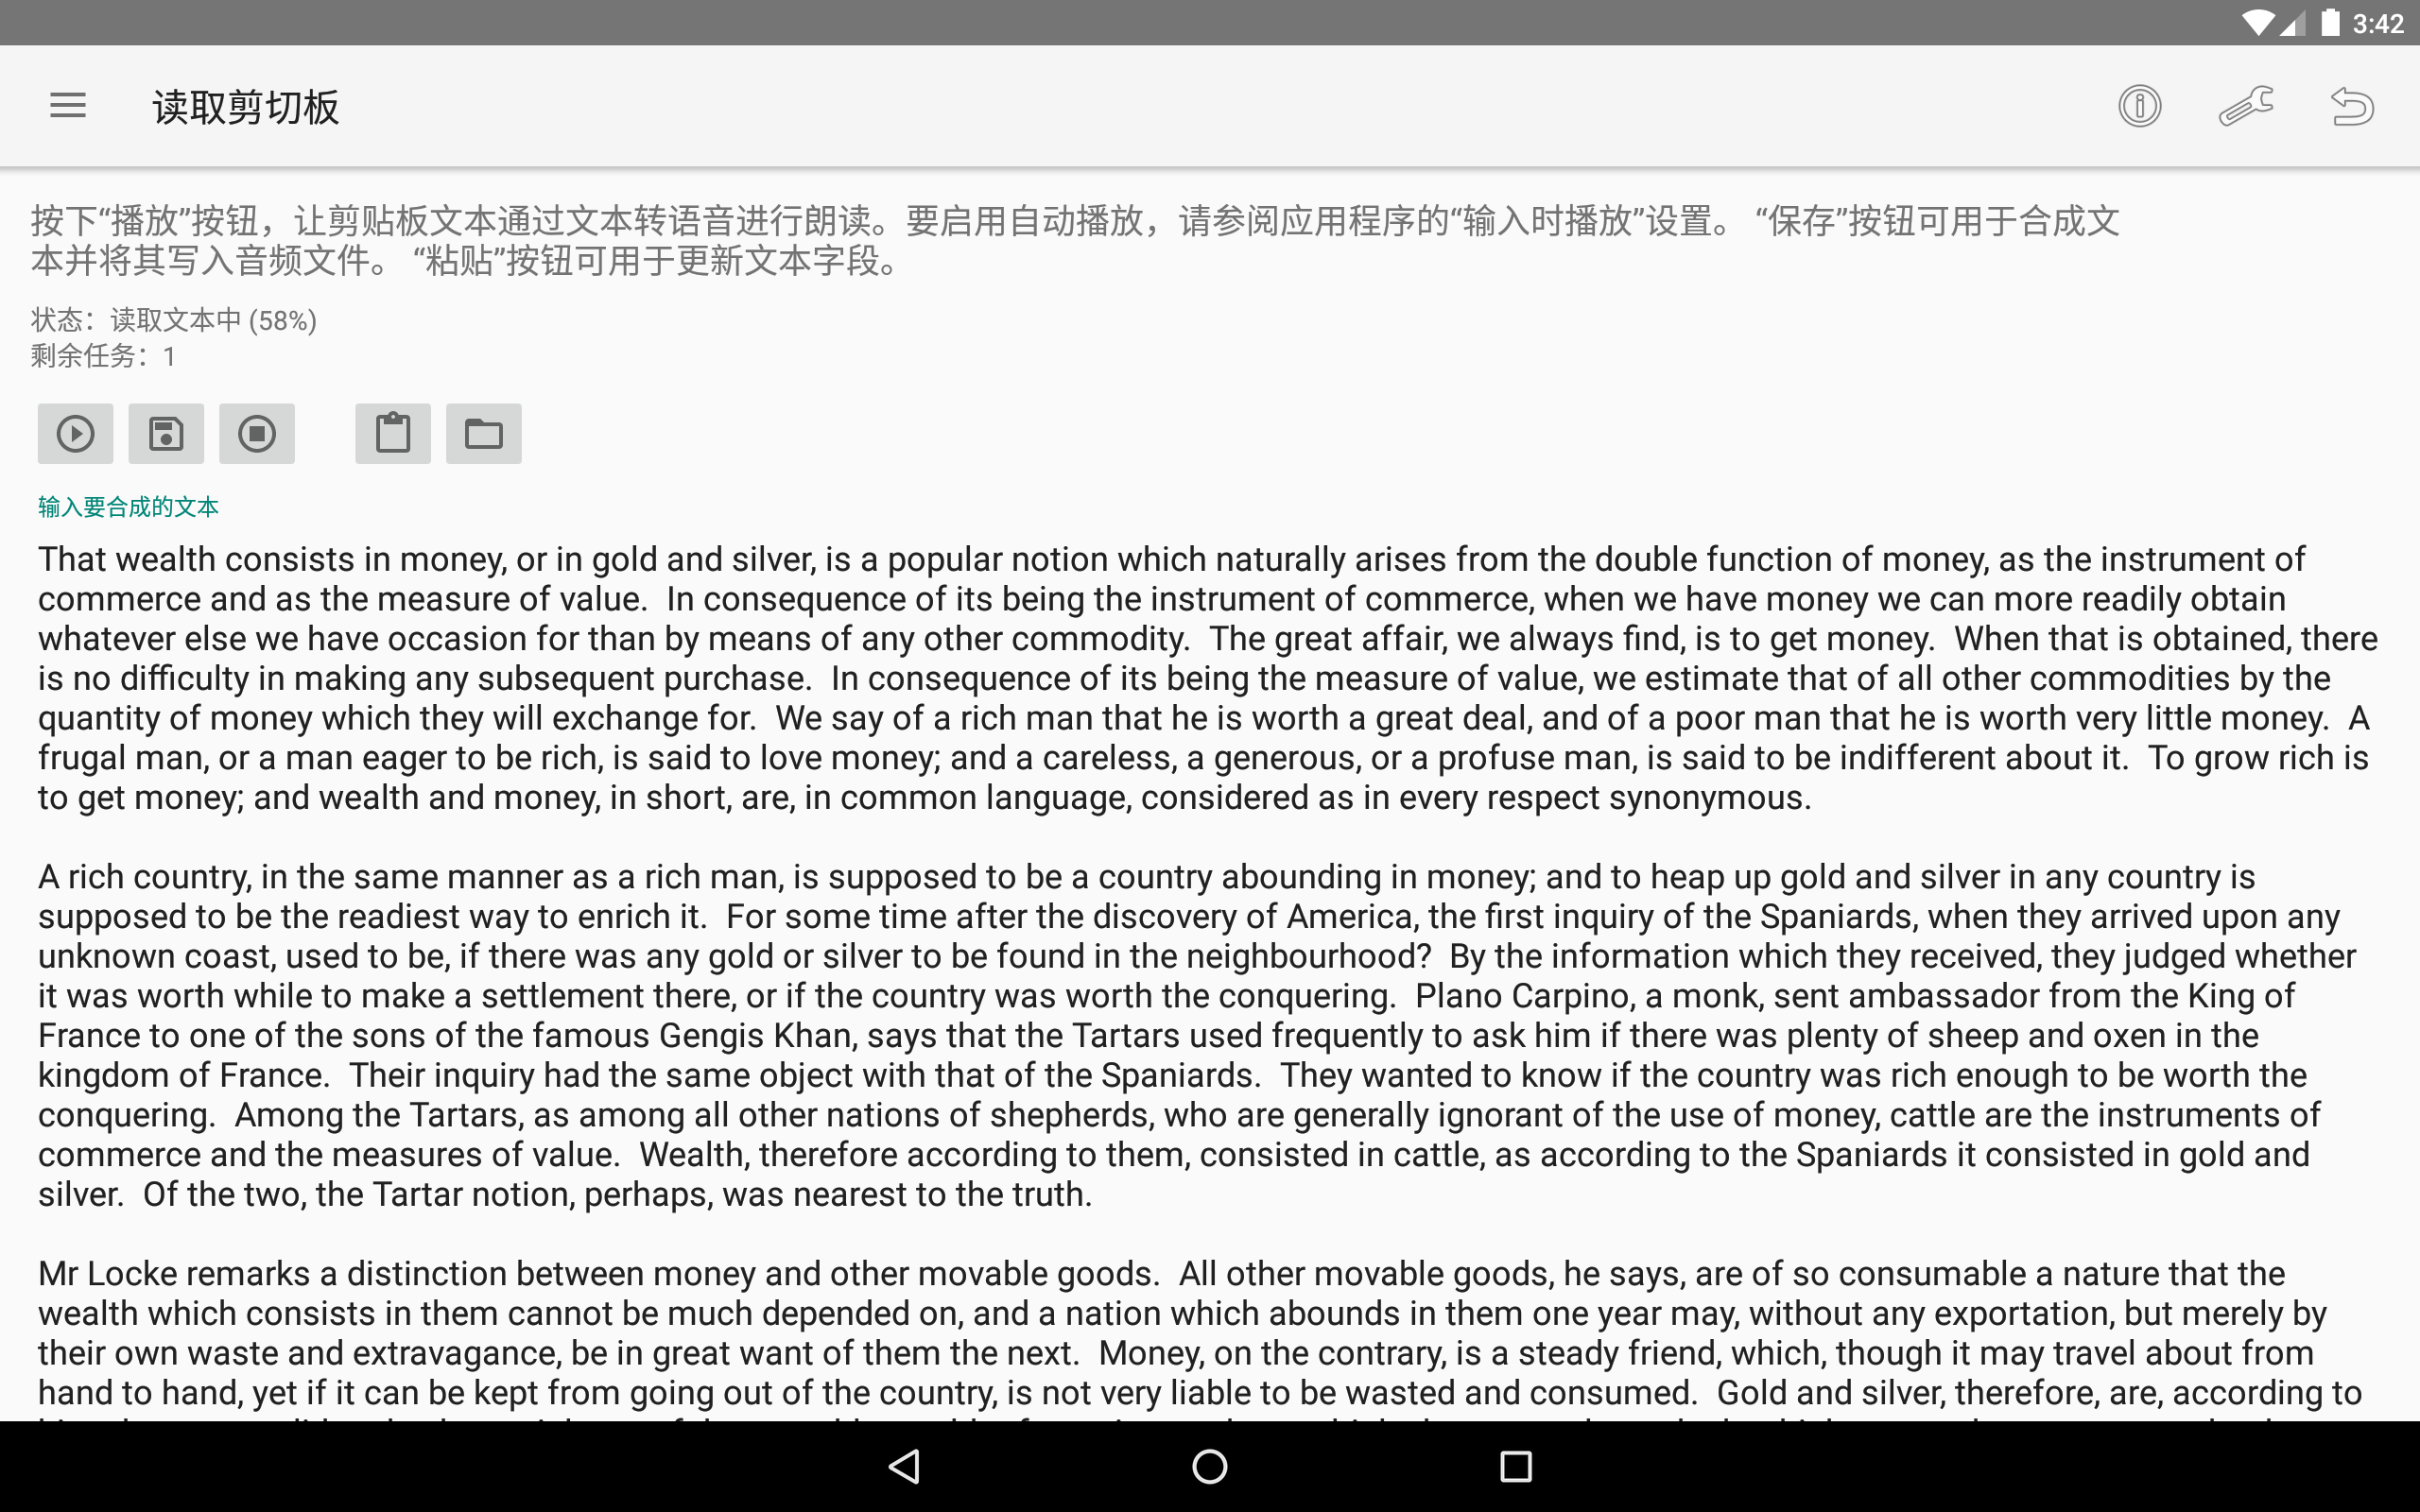 3:42
读取剪切板
按下“播放”按钮，让剪贴板文本通过文本转语音进行朗读。要启用自动播放，请参阅应用程序的“输入时播放”设置。 “保存”按钮可用于合成文
本并将其写入音频文件。 “粘贴”按钮可用于更新文本字段。
状态：读取文本中 (58%)
剩余任务：1
输入要合成的文本
That wealth consists in money, or in gold and silver, is a popular notion which naturally arises from the double function of money, as the instrument of
commerce and as the measure of value.  In consequence of its being the instrument of commerce, when we have money we can more readily obtain
whatever else we have occasion for than by means of any other commodity.  The great affair, we always find, is to get money.  When that is obtained, there
is no difficulty in making any subsequent purchase.  In consequence of its being the measure of value, we estimate that of all other commodities by the
quantity of money which they will exchange for.  We say of a rich man that he is worth a great deal, and of a poor man that he is worth very little money.  A
frugal man, or a man eager to be rich, is said to love money; and a careless, a generous, or a profuse man, is said to be indifferent about it.  To grow rich is
to get money; and wealth and money, in short, are, in common language, considered as in every respect synonymous.
A rich country, in the same manner as a rich man, is supposed to be a country abounding in money; and to heap up gold and silver in any country is
supposed to be the readiest way to enrich it.  For some time after the discovery of America, the first inquiry of the Spaniards, when they arrived upon any
unknown coast, used to be, if there was any gold or silver to be found in the neighbourhood?  By the information which they received, they judged whether
it was worth while to make a settlement there, or if the country was worth the conquering.  Plano Carpino, a monk, sent ambassador from the King of
France to one of the sons of the famous Gengis Khan, says that the Tartars used frequently to ask him if there was plenty of sheep and oxen in the
kingdom of France.  Their inquiry had the same object with that of the Spaniards.  They wanted to know if the country was rich enough to be worth the
conquering.  Among the Tartars, as among all other nations of shepherds, who are generally ignorant of the use of money, cattle are the instruments of
commerce and the measures of value.  Wealth, therefore according to them, consisted in cattle, as according to the Spaniards it consisted in gold and
silver.  Of the two, the Tartar notion, perhaps, was nearest to the truth.
Mr Locke remarks a distinction between money and other movable goods.  All other movable goods, he says, are of so consumable a nature that the
wealth which consists in them cannot be much depended on, and a nation which abounds in them one year may, without any exportation, but merely by
their own waste and extravagance, be in great want of them the next.  Money, on the contrary, is a steady friend, which, though it may travel about from
hand to hand, yet if it can be kept from going out of the country, is not very liable to be wasted and consumed.  Gold and silver, therefore, are, according to